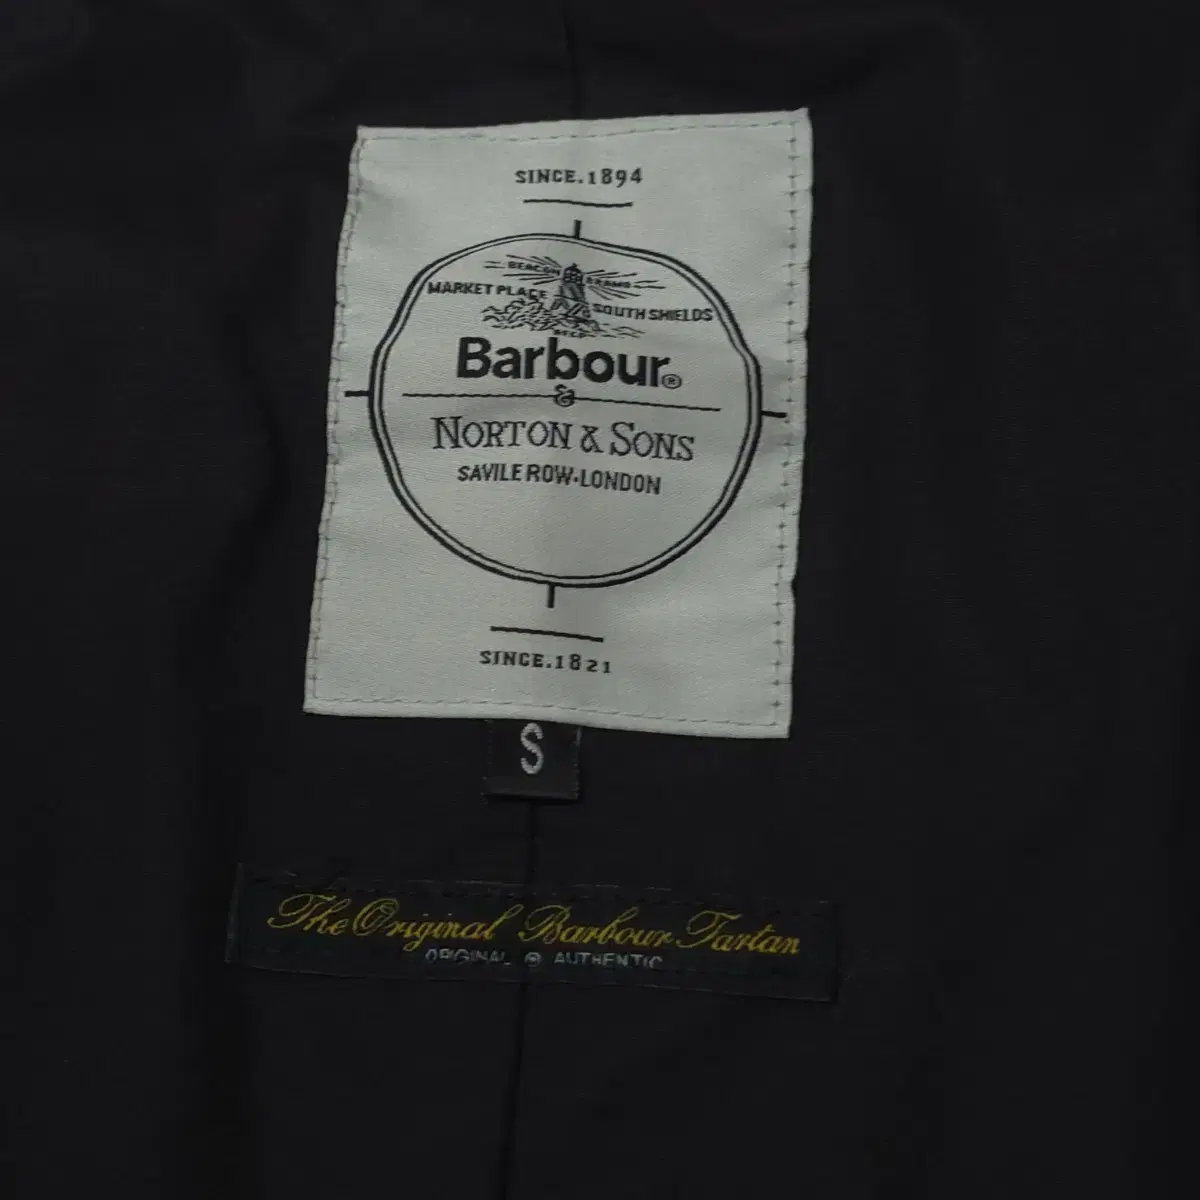 SINCE.1894
BEACON BRAND
MARKET PLACE SOUTH SHIELDS
Barbour®
&
NORTON & SONS
SAVILE ROW·LONDON
SINCE.1821
S
The Original Barbour Tartan
ORIGINAL ® AUTHENTIC